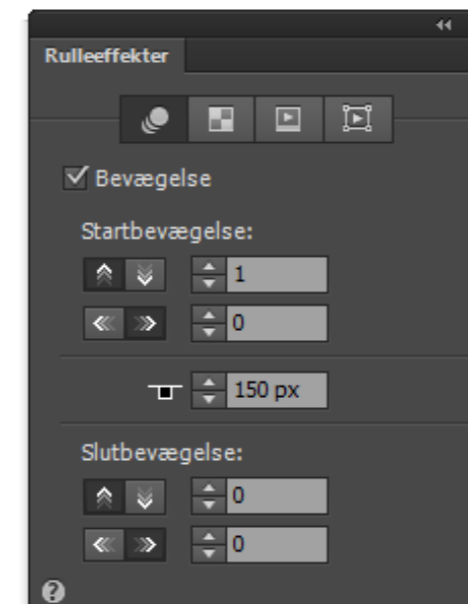 Rulleeffekter
Bevægelse
Startbevægelse:
1
0
150 px
Slutbevægelse:
0
0
?